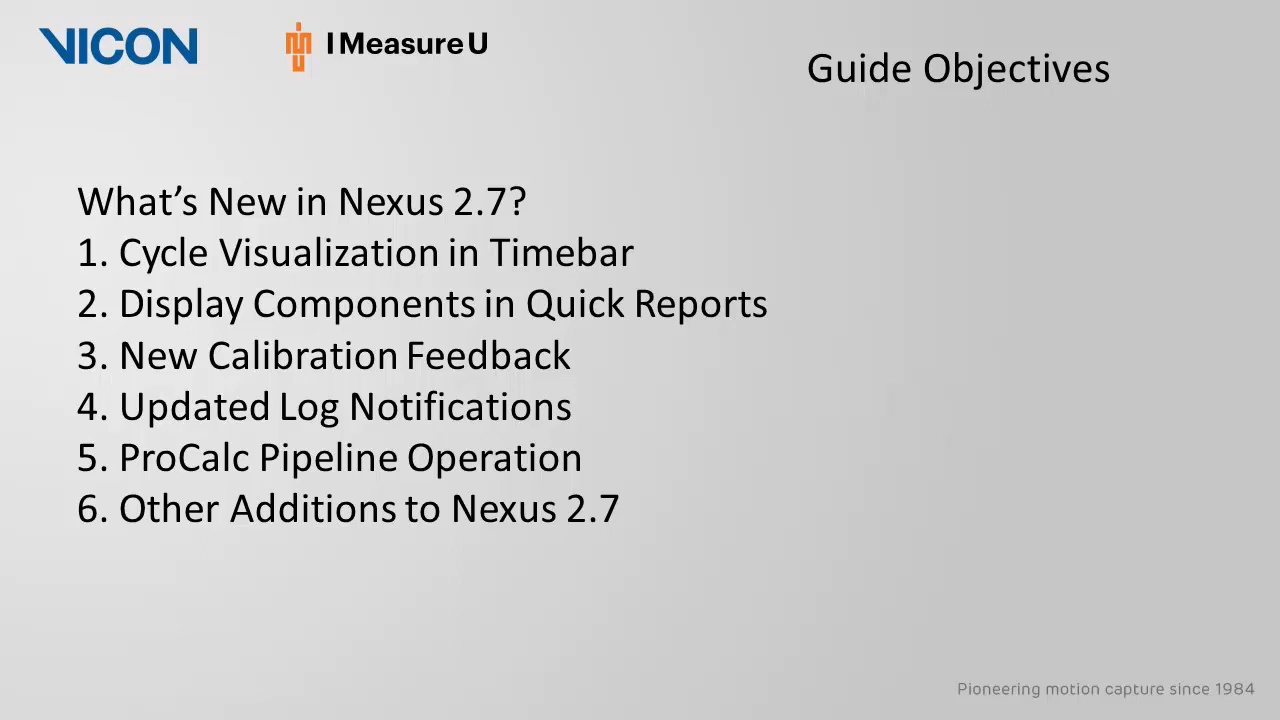 VICON
I Measure U
Guide Objectives
What's New in Nexus 2.7?
1. Cycle Visualization in Timebar
2. Display Components in Quick Reports
3. New Calibration Feedback
4. Updated Log Notifications
5. ProCalc Pipeline Operation
6. Other Additions to Nexus 2.7
Pioneering motion capture since 1984